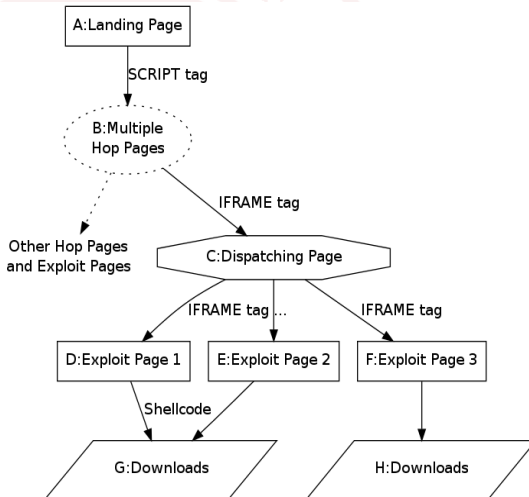 A:Landing Page
SCRIPT tag
B:Multiple
Hop Pages
IFRAME tag
Other Hop Pages
and Exploit Pages
C:Dispatching Page
IFRAME tag ...
IFRAME tag
D:Exploit Page 1
E:Exploit Page 2
F:Exploit Page 3
Shellcode
G:Downloads
H:Downloads